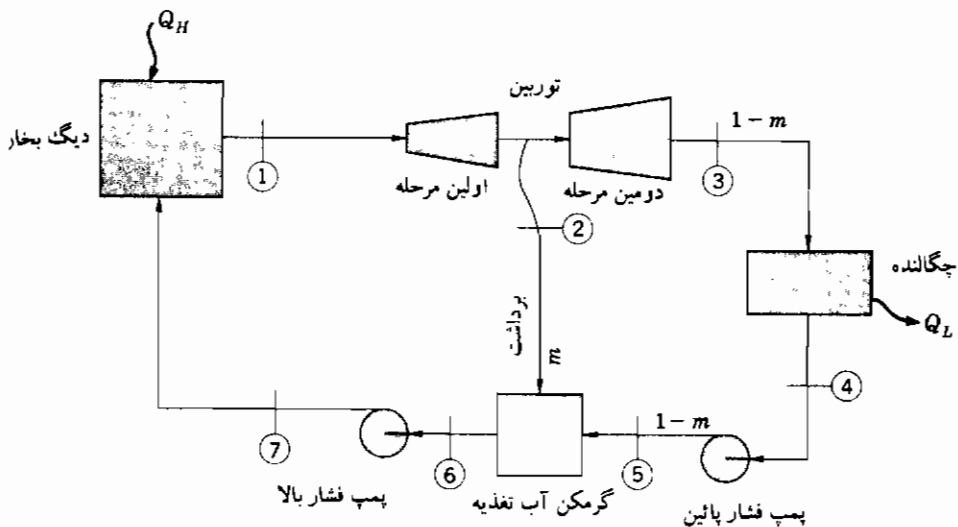 Q_H
دیگ بخار
1
توربین
اولین مرحله
دومین مرحله
1 − m
3
2
چگالنده
Q_L
برداشت
m
4
1 − m
5
6
7
پمپ فشار بالا
گرمکن آب تغذیه
پمپ فشار پائین